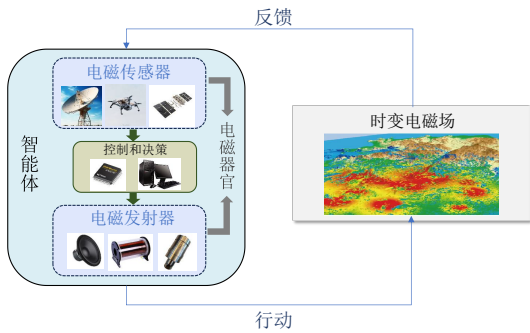 反馈
电磁传感器
智能体
控制和决策
电磁器官
电磁发射器
时变电磁场
行动